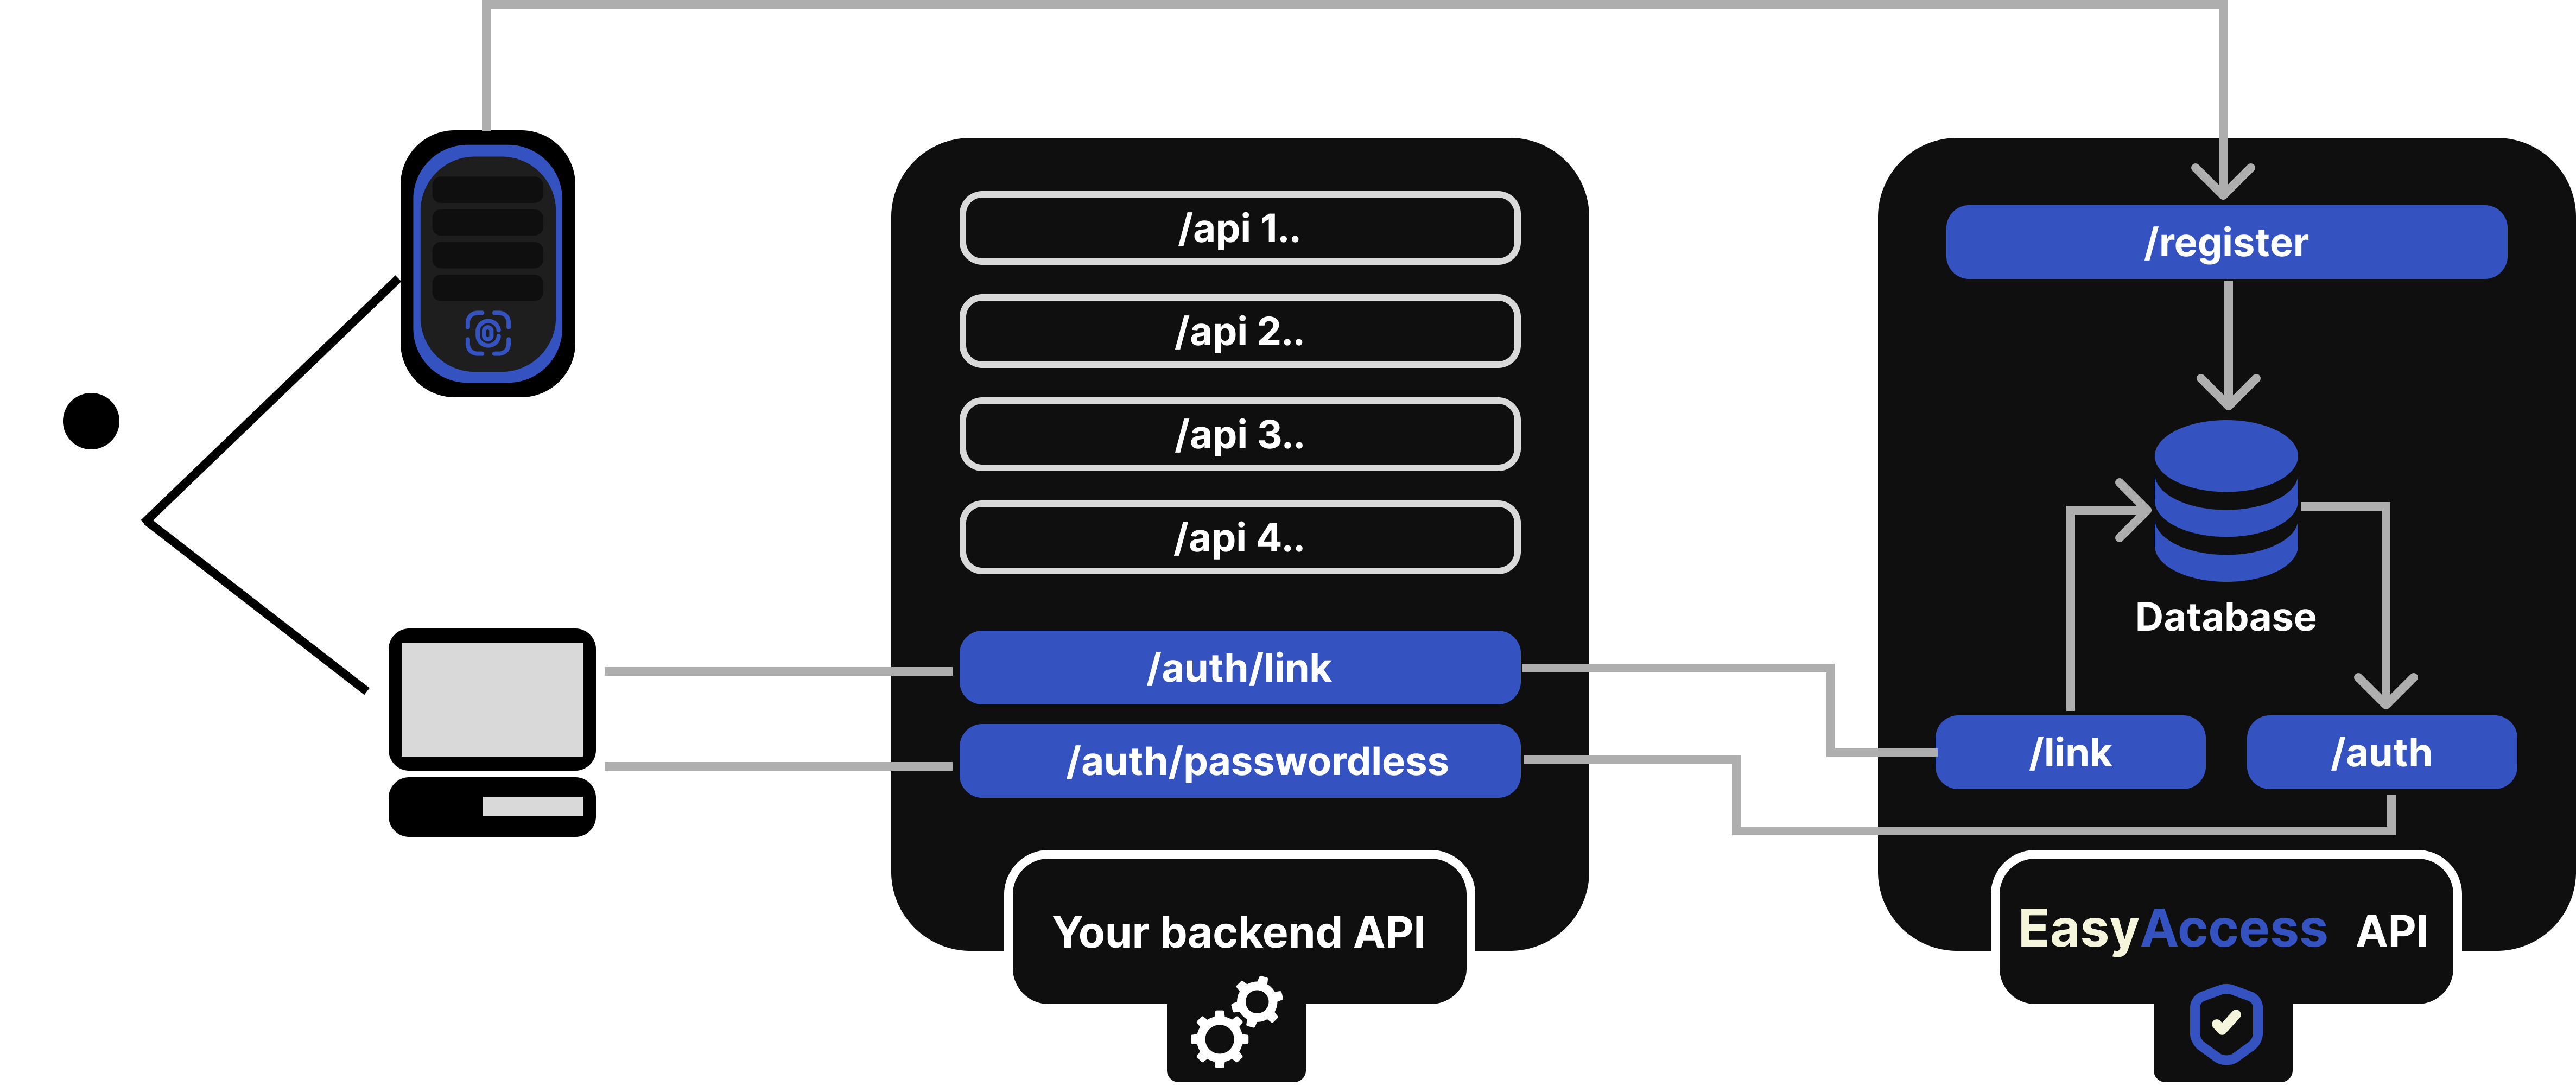 /api 1..
/api 2..
/api 3..
/api 4..
/auth/link
/auth/passwordless
Your backend API
/register
Database
/link
/auth
EasyAccess API